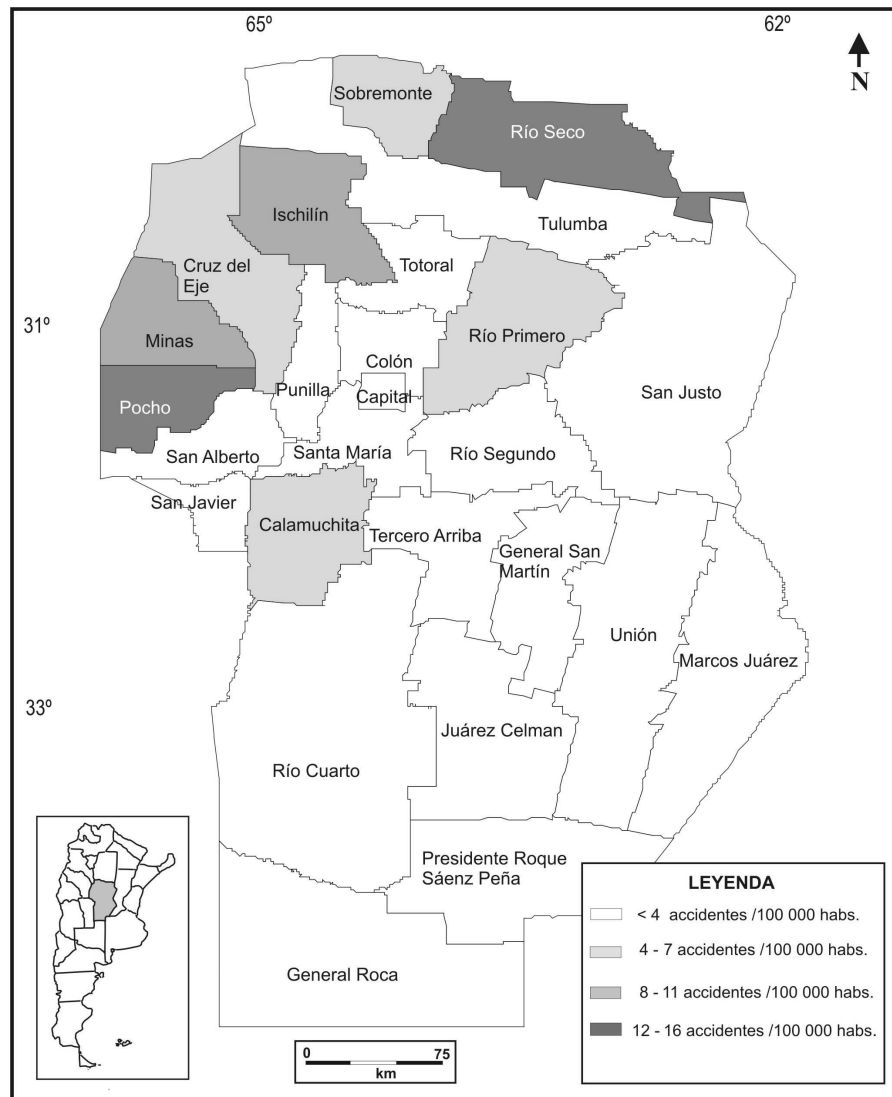 65º
62º
N
Sobremonte
Río Seco
Ischilín
Tulumba
Totoral
Cruz del
Eje
31º
Río Primero
Minas
Colón
San Justo
Punilla
Capital
Pocho
San Alberto
Santa María
Río Segundo
San Javier
Calamuchita
Tercero Arriba
General San
Martín
Unión
Marcos Juárez
33º
Juárez Celman
Río Cuarto
Presidente Roque
Sáenz Peña
General Roca
LEYENDA
< 4 accidentes /100 000 habs.
4 - 7 accidentes /100 000 habs.
8 - 11 accidentes /100 000 habs.
12 - 16 accidentes /100 000 habs.
0 75
km